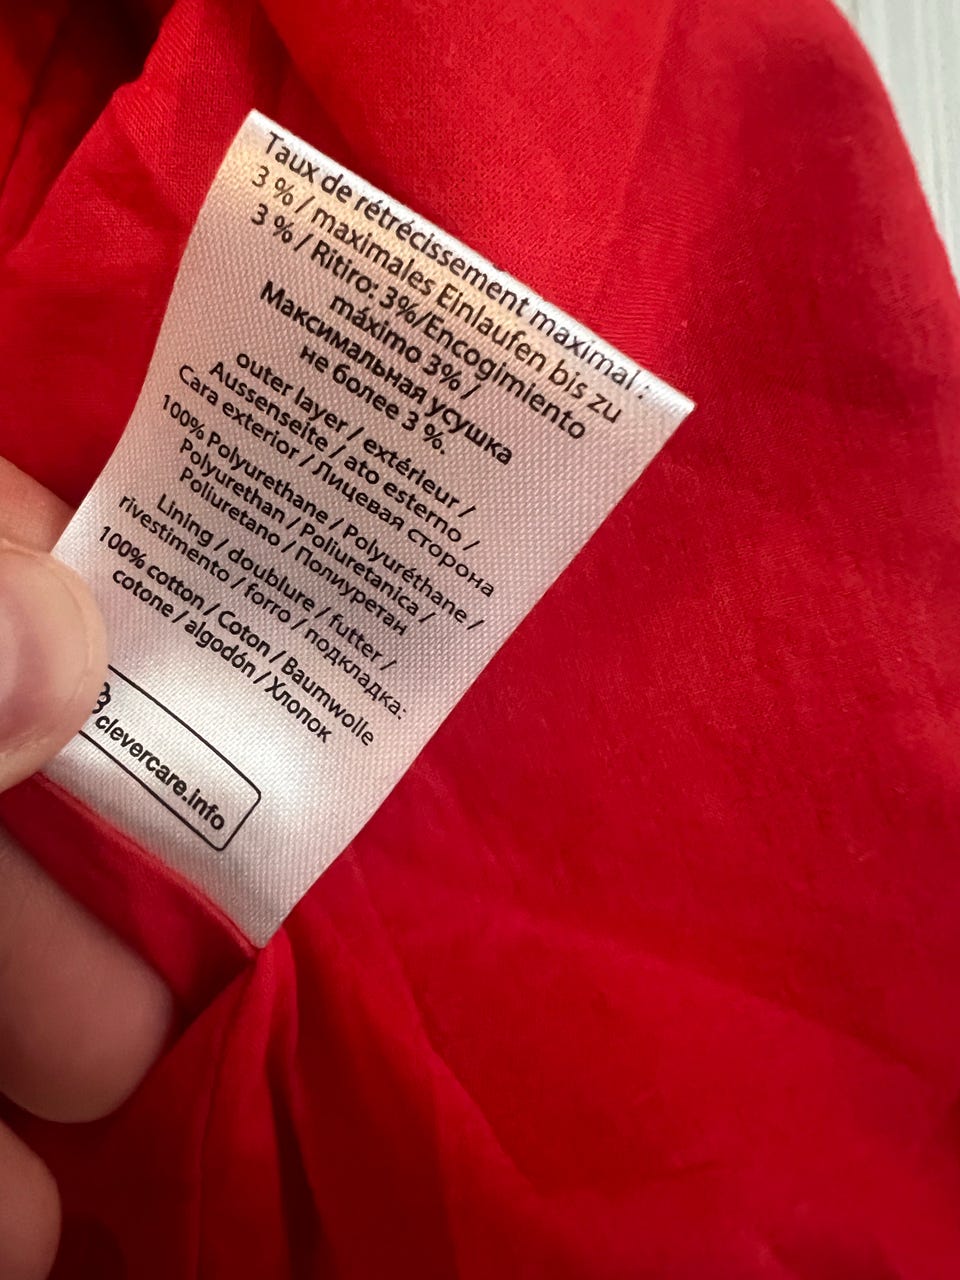 Taux de rétrécissement maximal :
3 % / maximales Einlaufen bis zu
3 % / Ritiro: 3%/Encogimiento
máximo 3% /
Максимальная усушка
не более 3 %.
outer layer / extérieur /
Aussenseite / ato esterno /
Cara exterior / Лицевая сторона
100% Polyurethane / Polyuréthane /
Polyurethan / Poliuretanica /
Poliuretano / Полиуретан
Lining / doublure / futter /
rivestimento / forro / подкладка:
100% cotton / Coton / Baumwolle
cotone / algodón / Хлопок
clevercare.info